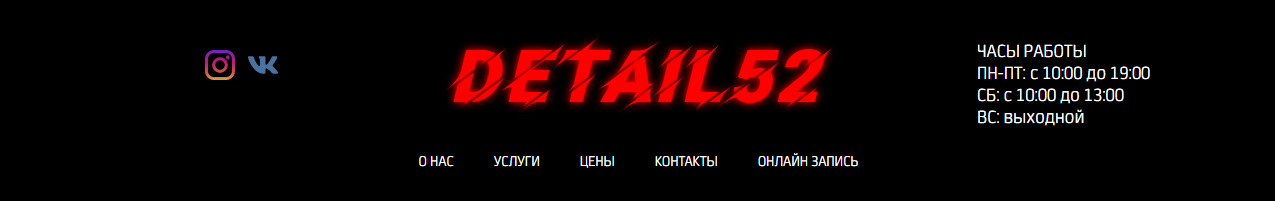 DETAIL52
ЧАСЫ РАБОТЫ
ПН-ПТ: с 10:00 до 19:00
СБ: с 10:00 до 13:00
ВС: выходной
О НАС УСЛУГИ ЦЕНЫ КОНТАКТЫ ОНЛАЙН ЗАПИСЬ